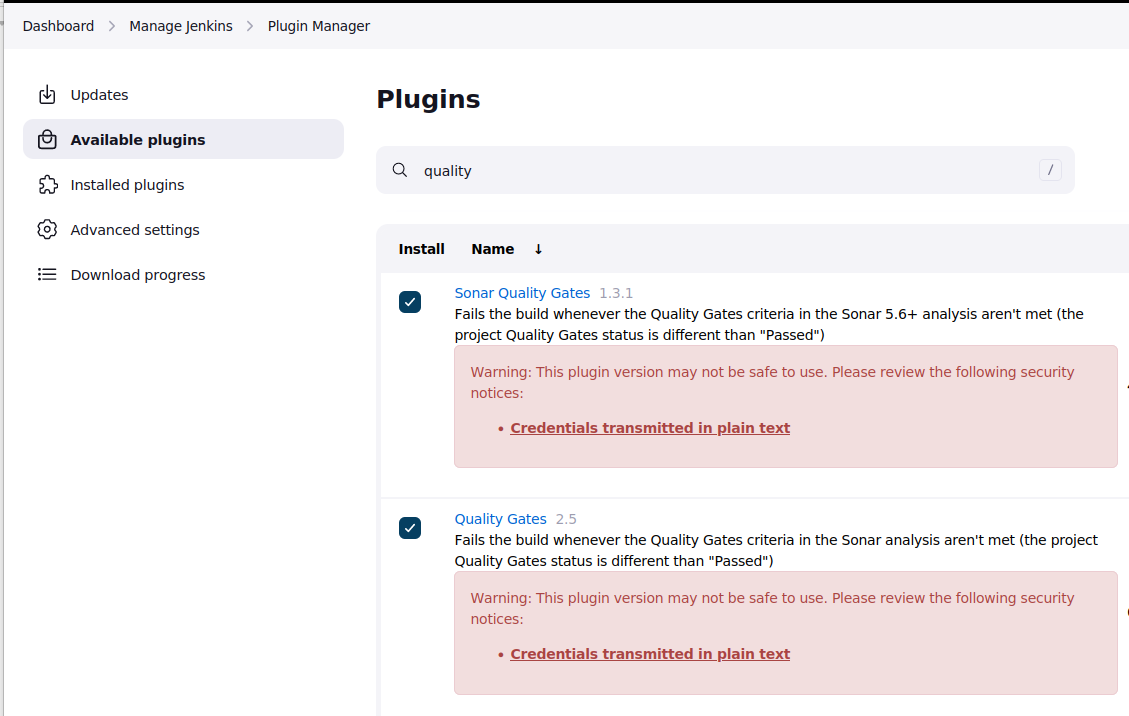 Dashboard > Manage Jenkins > Plugin Manager
Updates
Available plugins
Installed plugins
Advanced settings
Download progress
Plugins
quality /
Install Name ↓
Sonar Quality Gates 1.3.1
Fails the build whenever the Quality Gates criteria in the Sonar 5.6+ analysis aren't met (the
project Quality Gates status is different than "Passed")
Warning: This plugin version may not be safe to use. Please review the following security
notices:
• Credentials transmitted in plain text
Quality Gates 2.5
Fails the build whenever the Quality Gates criteria in the Sonar analysis aren't met (the project
Quality Gates status is different than "Passed")
Warning: This plugin version may not be safe to use. Please review the following security
notices:
• Credentials transmitted in plain text